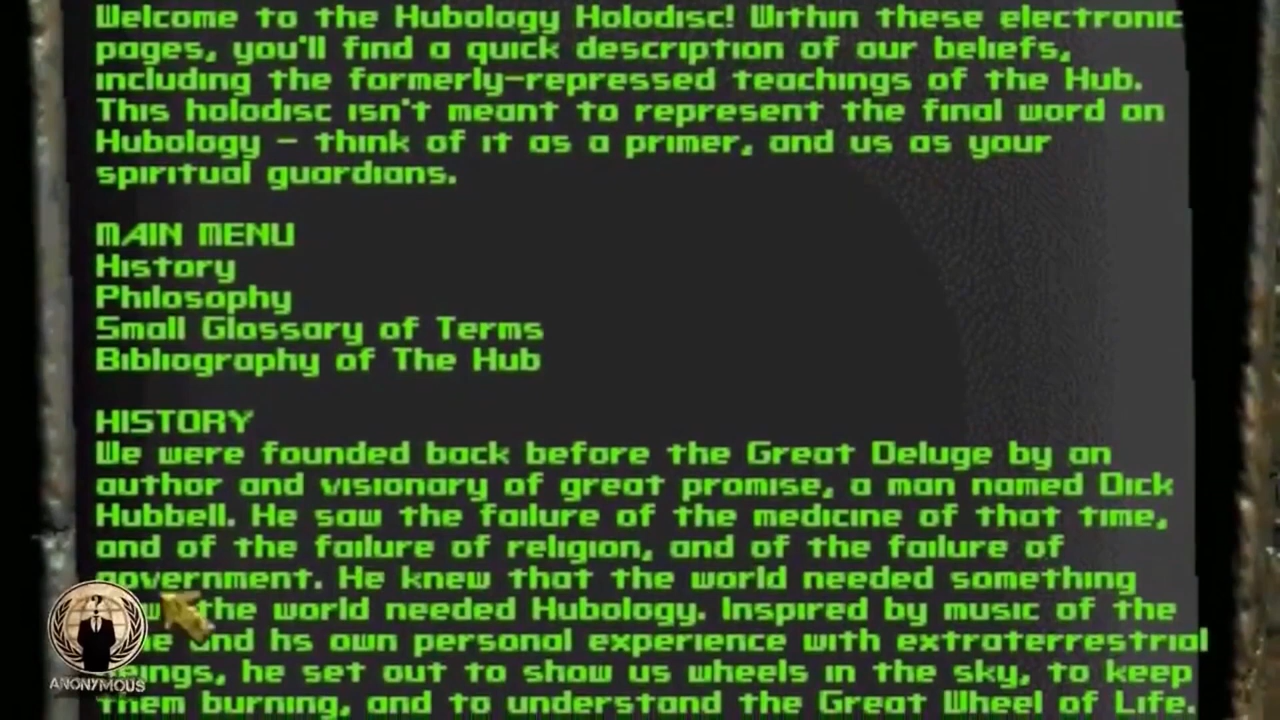 Welcome to the Hubology Holodisc! Within these electronic
pages, you'll find a quick description of our beliefs,
including the formerly-repressed teachings of the Hub.
This holodisc isn't meant to represent the final word on
Hubology - think of it as a primer, and us as your
spiritual guardians.
MAIN MENU
History
Philosophy
Small Glossary of Terms
Bibliography of The Hub
HISTORY
We were founded back before the Great Deluge by an
author and visionary of great promise, a man named Dick
Hubbell. He saw the failure of the medicine of that time,
and of the failure of religion, and of the failure of
government. He knew that the world needed something
the world needed Hubology. Inspired by music of the
and hs own personal experience with extraterrestrial
he set out to show us wheels in the sky, to keep
them burning, and to understand the Great Wheel of Life.
ANONYMOUS